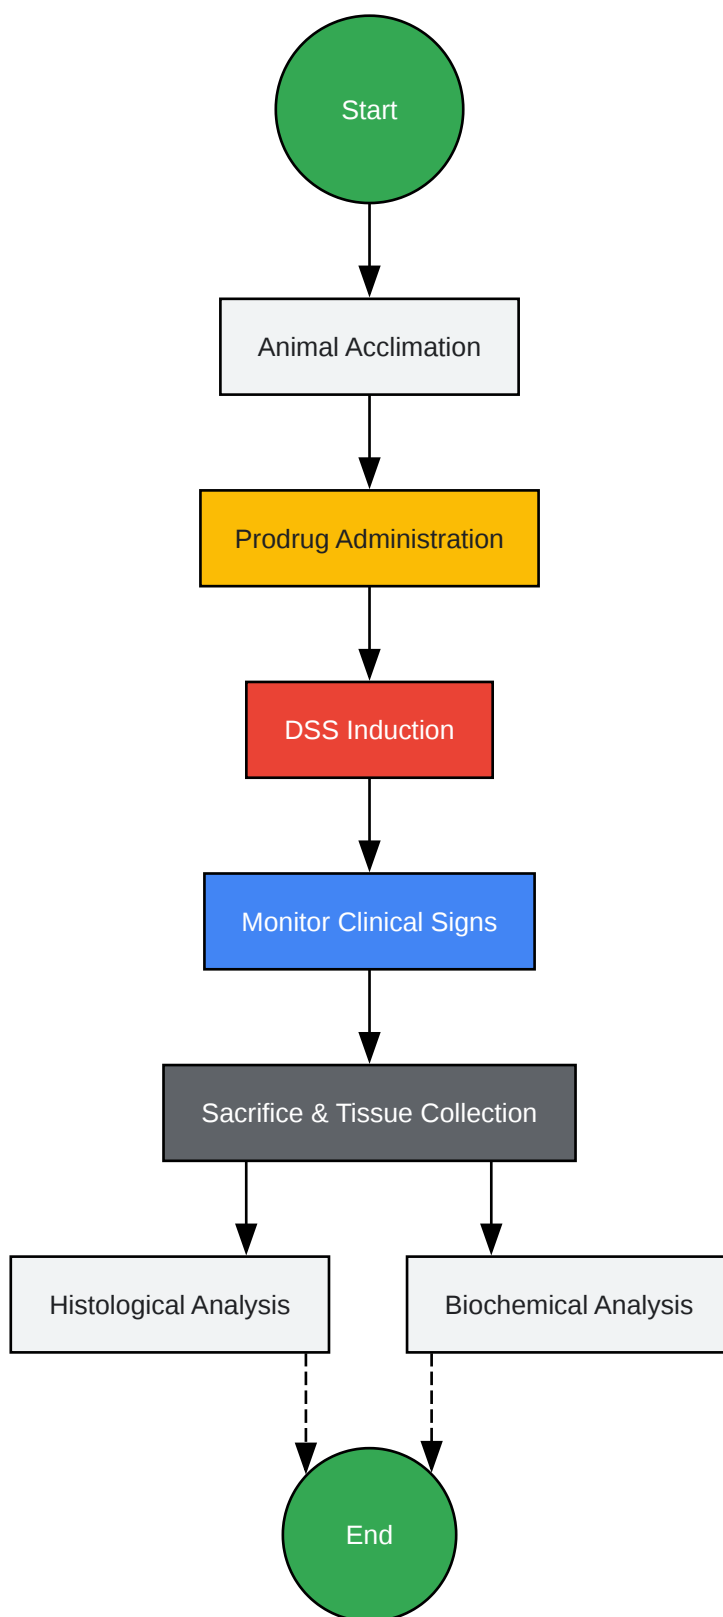 Start
Animal Acclimation
Prodrug Administration
DSS Induction
Monitor Clinical Signs
Sacrifice & Tissue Collection
Histological Analysis
Biochemical Analysis
End